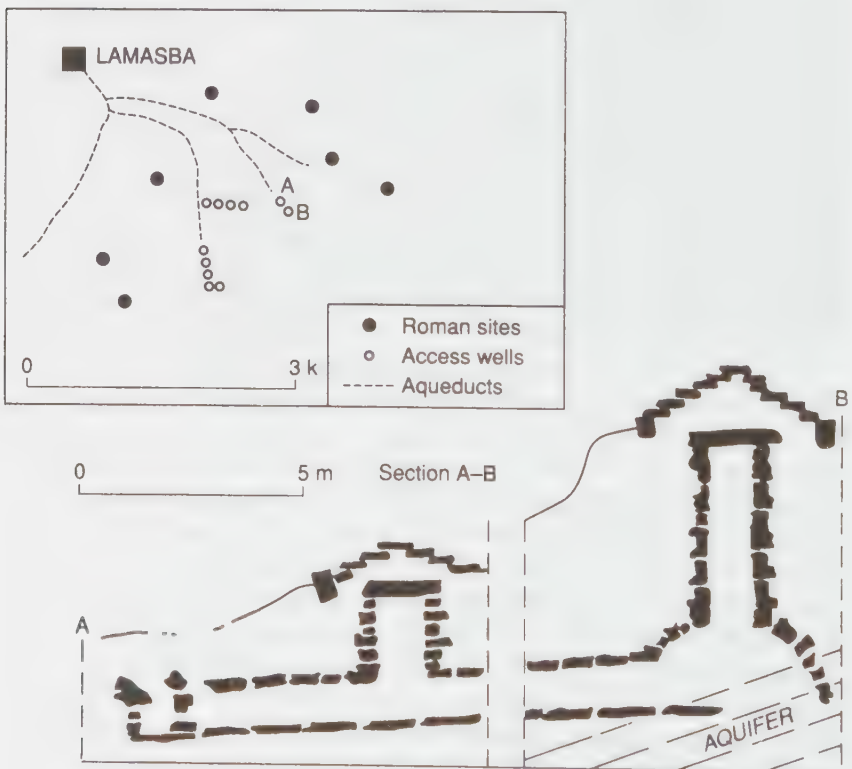 LAMASBA
A
B
Roman sites
Access wells
Aqueducts
0 3 k
0 5 m Section A–B
B
A
AQUIFER